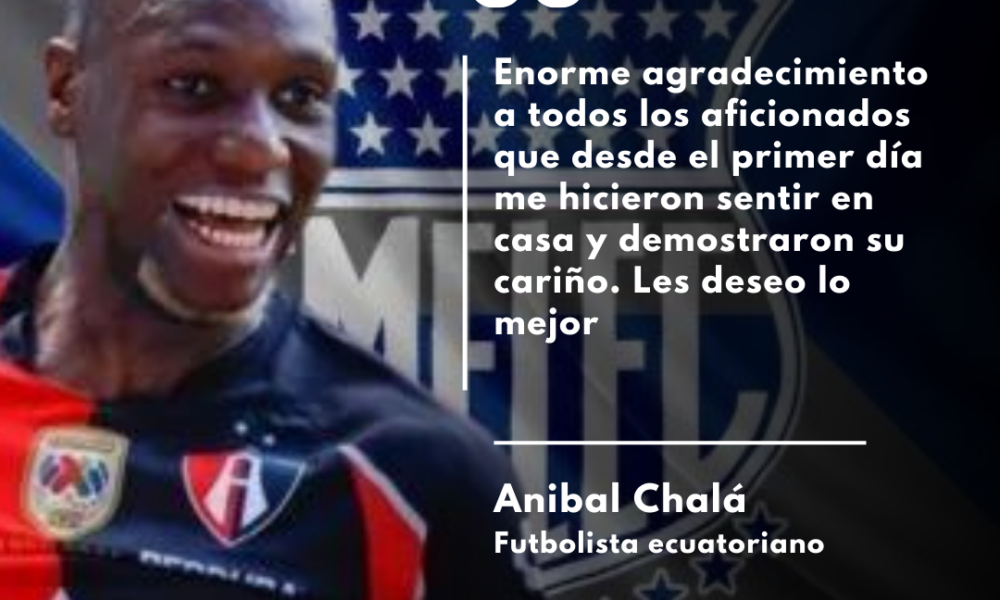 Enorme agradecimiento
a todos los aficionados
que desde el primer día
me hicieron sentir en
casa y demostraron su
cariño. Les deseo lo
mejor
Anibal Chalá
Futbolista ecuatoriano